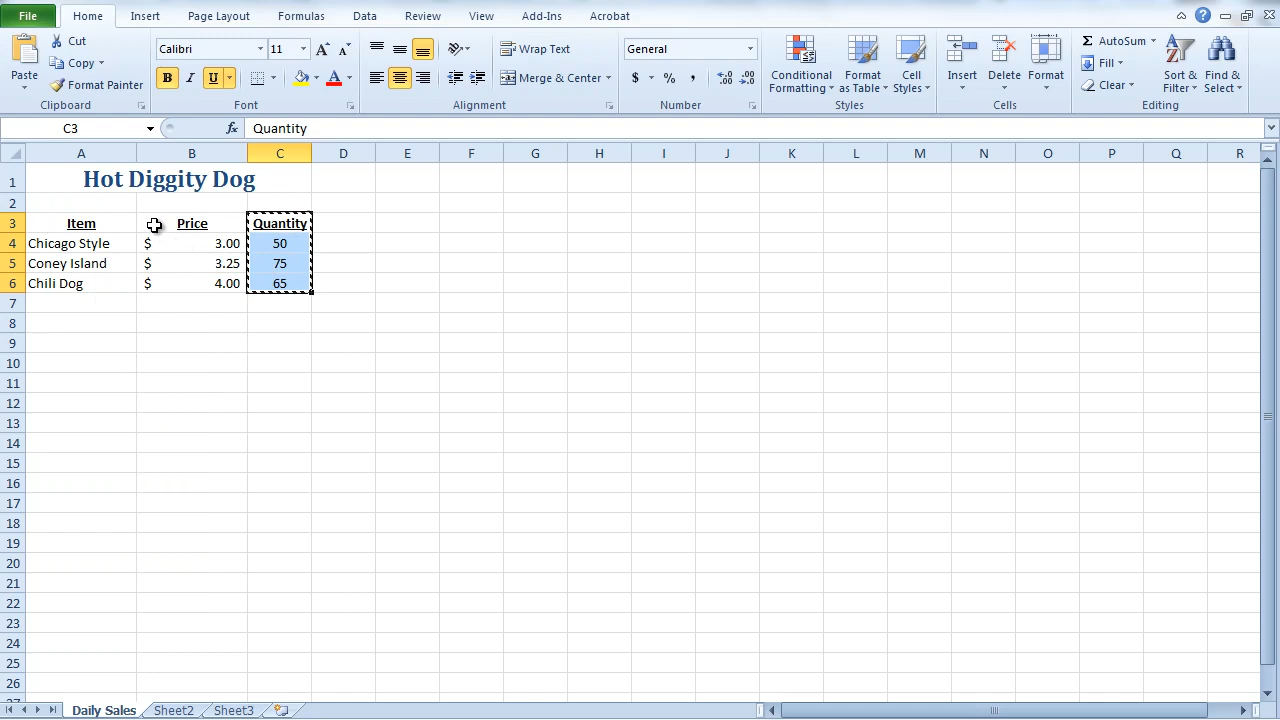 File Home Insert Page Layout Formulas Data Review View Add-Ins Acrobat
Paste Cut Copy Format Painter Clipboard
Calibri 11 A A B I U A Font
Wrap Text Merge & Center Alignment
General $ % , .00 .0 .00 Number
Conditional Formatting Format as Table Cell Styles Styles
Insert Delete Format Cells
Σ AutoSum Fill Clear Sort & Filter Find & Select Editing
C3 fx Quantity
A B C D E F G H I J K L M N O P Q R
1 Hot Diggity Dog
2
3 Item Price Quantity
4 Chicago Style $ 3.00 50
5 Coney Island $ 3.25 75
6 Chili Dog $ 4.00 65
7
8
9
10
11
12
13
14
15
16
17
18
19
20
21
22
23
24
25
26
27
Daily Sales Sheet2 Sheet3